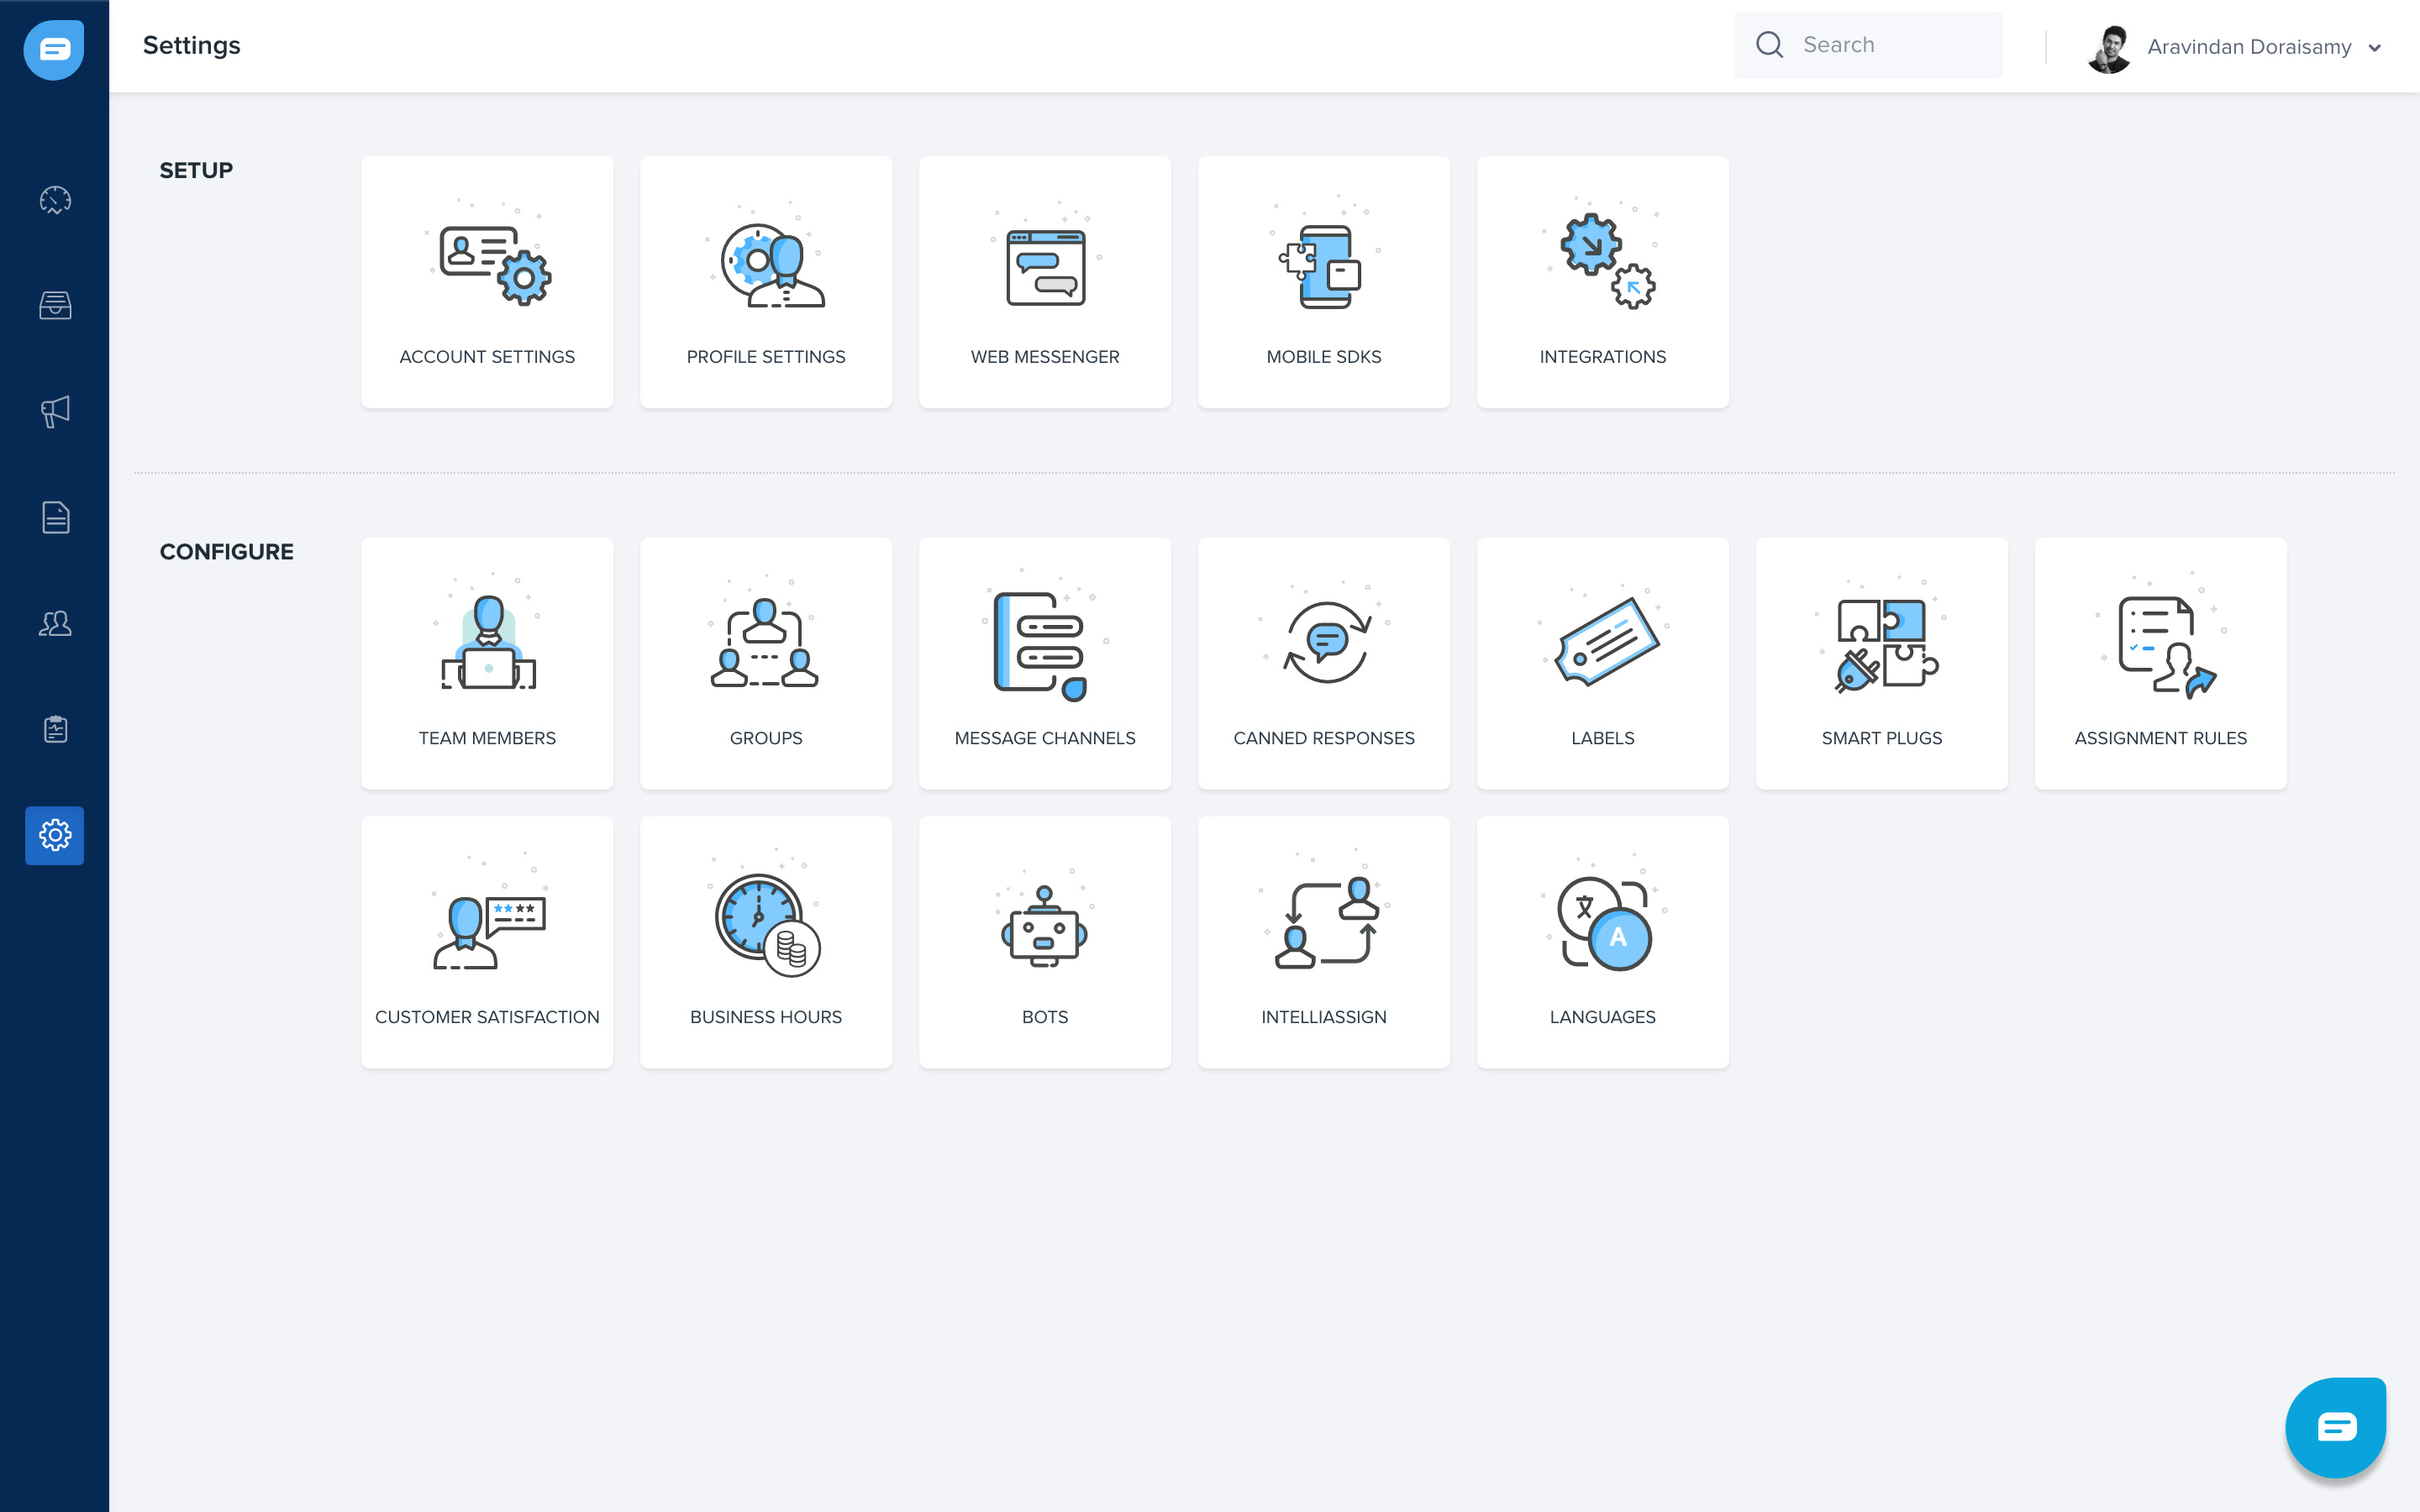 Settings
Search
Aravindan Doraisamy
SETUP
ACCOUNT SETTINGS
PROFILE SETTINGS
WEB MESSENGER
MOBILE SDKS
INTEGRATIONS
CONFIGURE
TEAM MEMBERS
GROUPS
MESSAGE CHANNELS
CANNED RESPONSES
LABELS
SMART PLUGS
ASSIGNMENT RULES
文
A
CUSTOMER SATISFACTION
BUSINESS HOURS
BOTS
INTELLIASSIGN
LANGUAGES